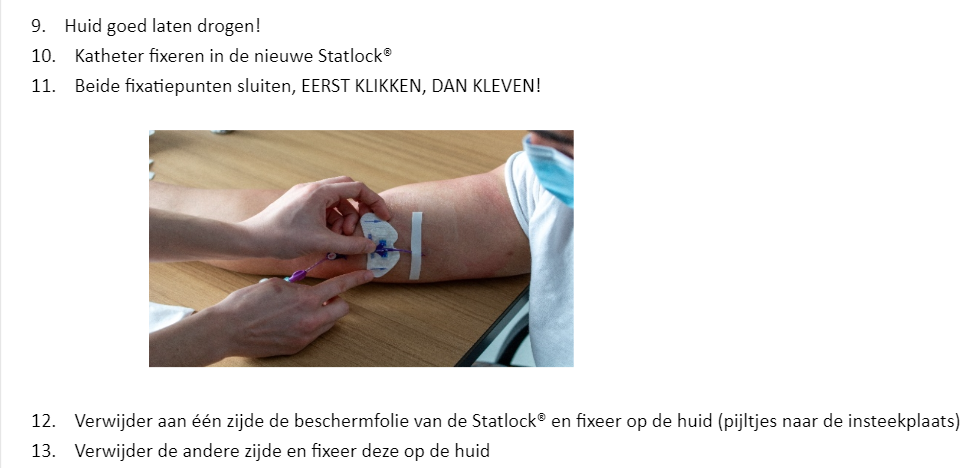 9. Huid goed laten drogen!
10. Katheter fixeren in de nieuwe Statlock®
11. Beide fixatiepunten sluiten, EERST KLIKKEN, DAN KLEVEN!
12. Verwijder aan één zijde de beschermfolie van de Statlock® en fixeer op de huid (pijltjes naar de insteekplaats)
13. Verwijder de andere zijde en fixeer deze op de huid